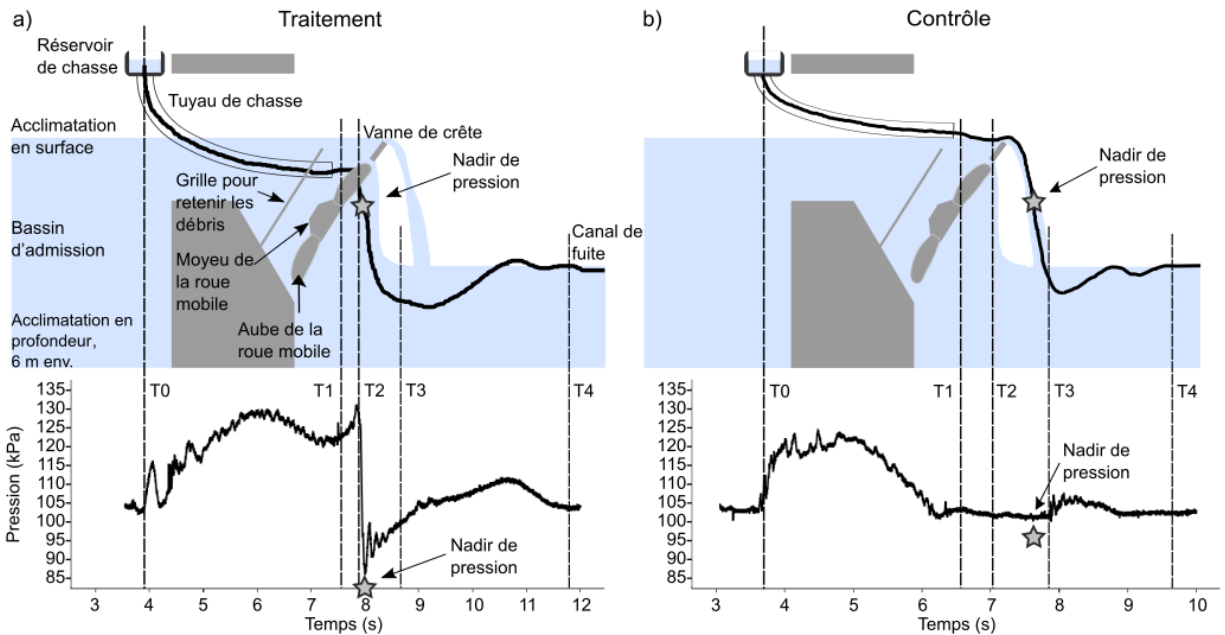 a)
Traitement
Réservoir
de chasse
Tuyau de chasse
Acclimatation
en surface
Vanne de crête
Nadir de
pression
Grille pour
retenir les
débris
Bassin
d'admission
Moyeu de
la roue
mobile
Canal de
fuite
Acclimatation en
profondeur,
6 m env.
Aube de la
roue mobile
T0
T1
T2
T3
T4
Pression (kPa)
135
130
125
120
115
110
105
100
95
90
85
Nadir de
pression
3
4
5
6
7
8
9
10
11
12
Temps (s)
b)
Contrôle
Nadir de
pression
T0
T1
T2
T3
T4
135
130
125
120
115
110
105
100
95
90
85
Nadir de
pression
3
4
5
6
7
8
9
10
Temps (s)